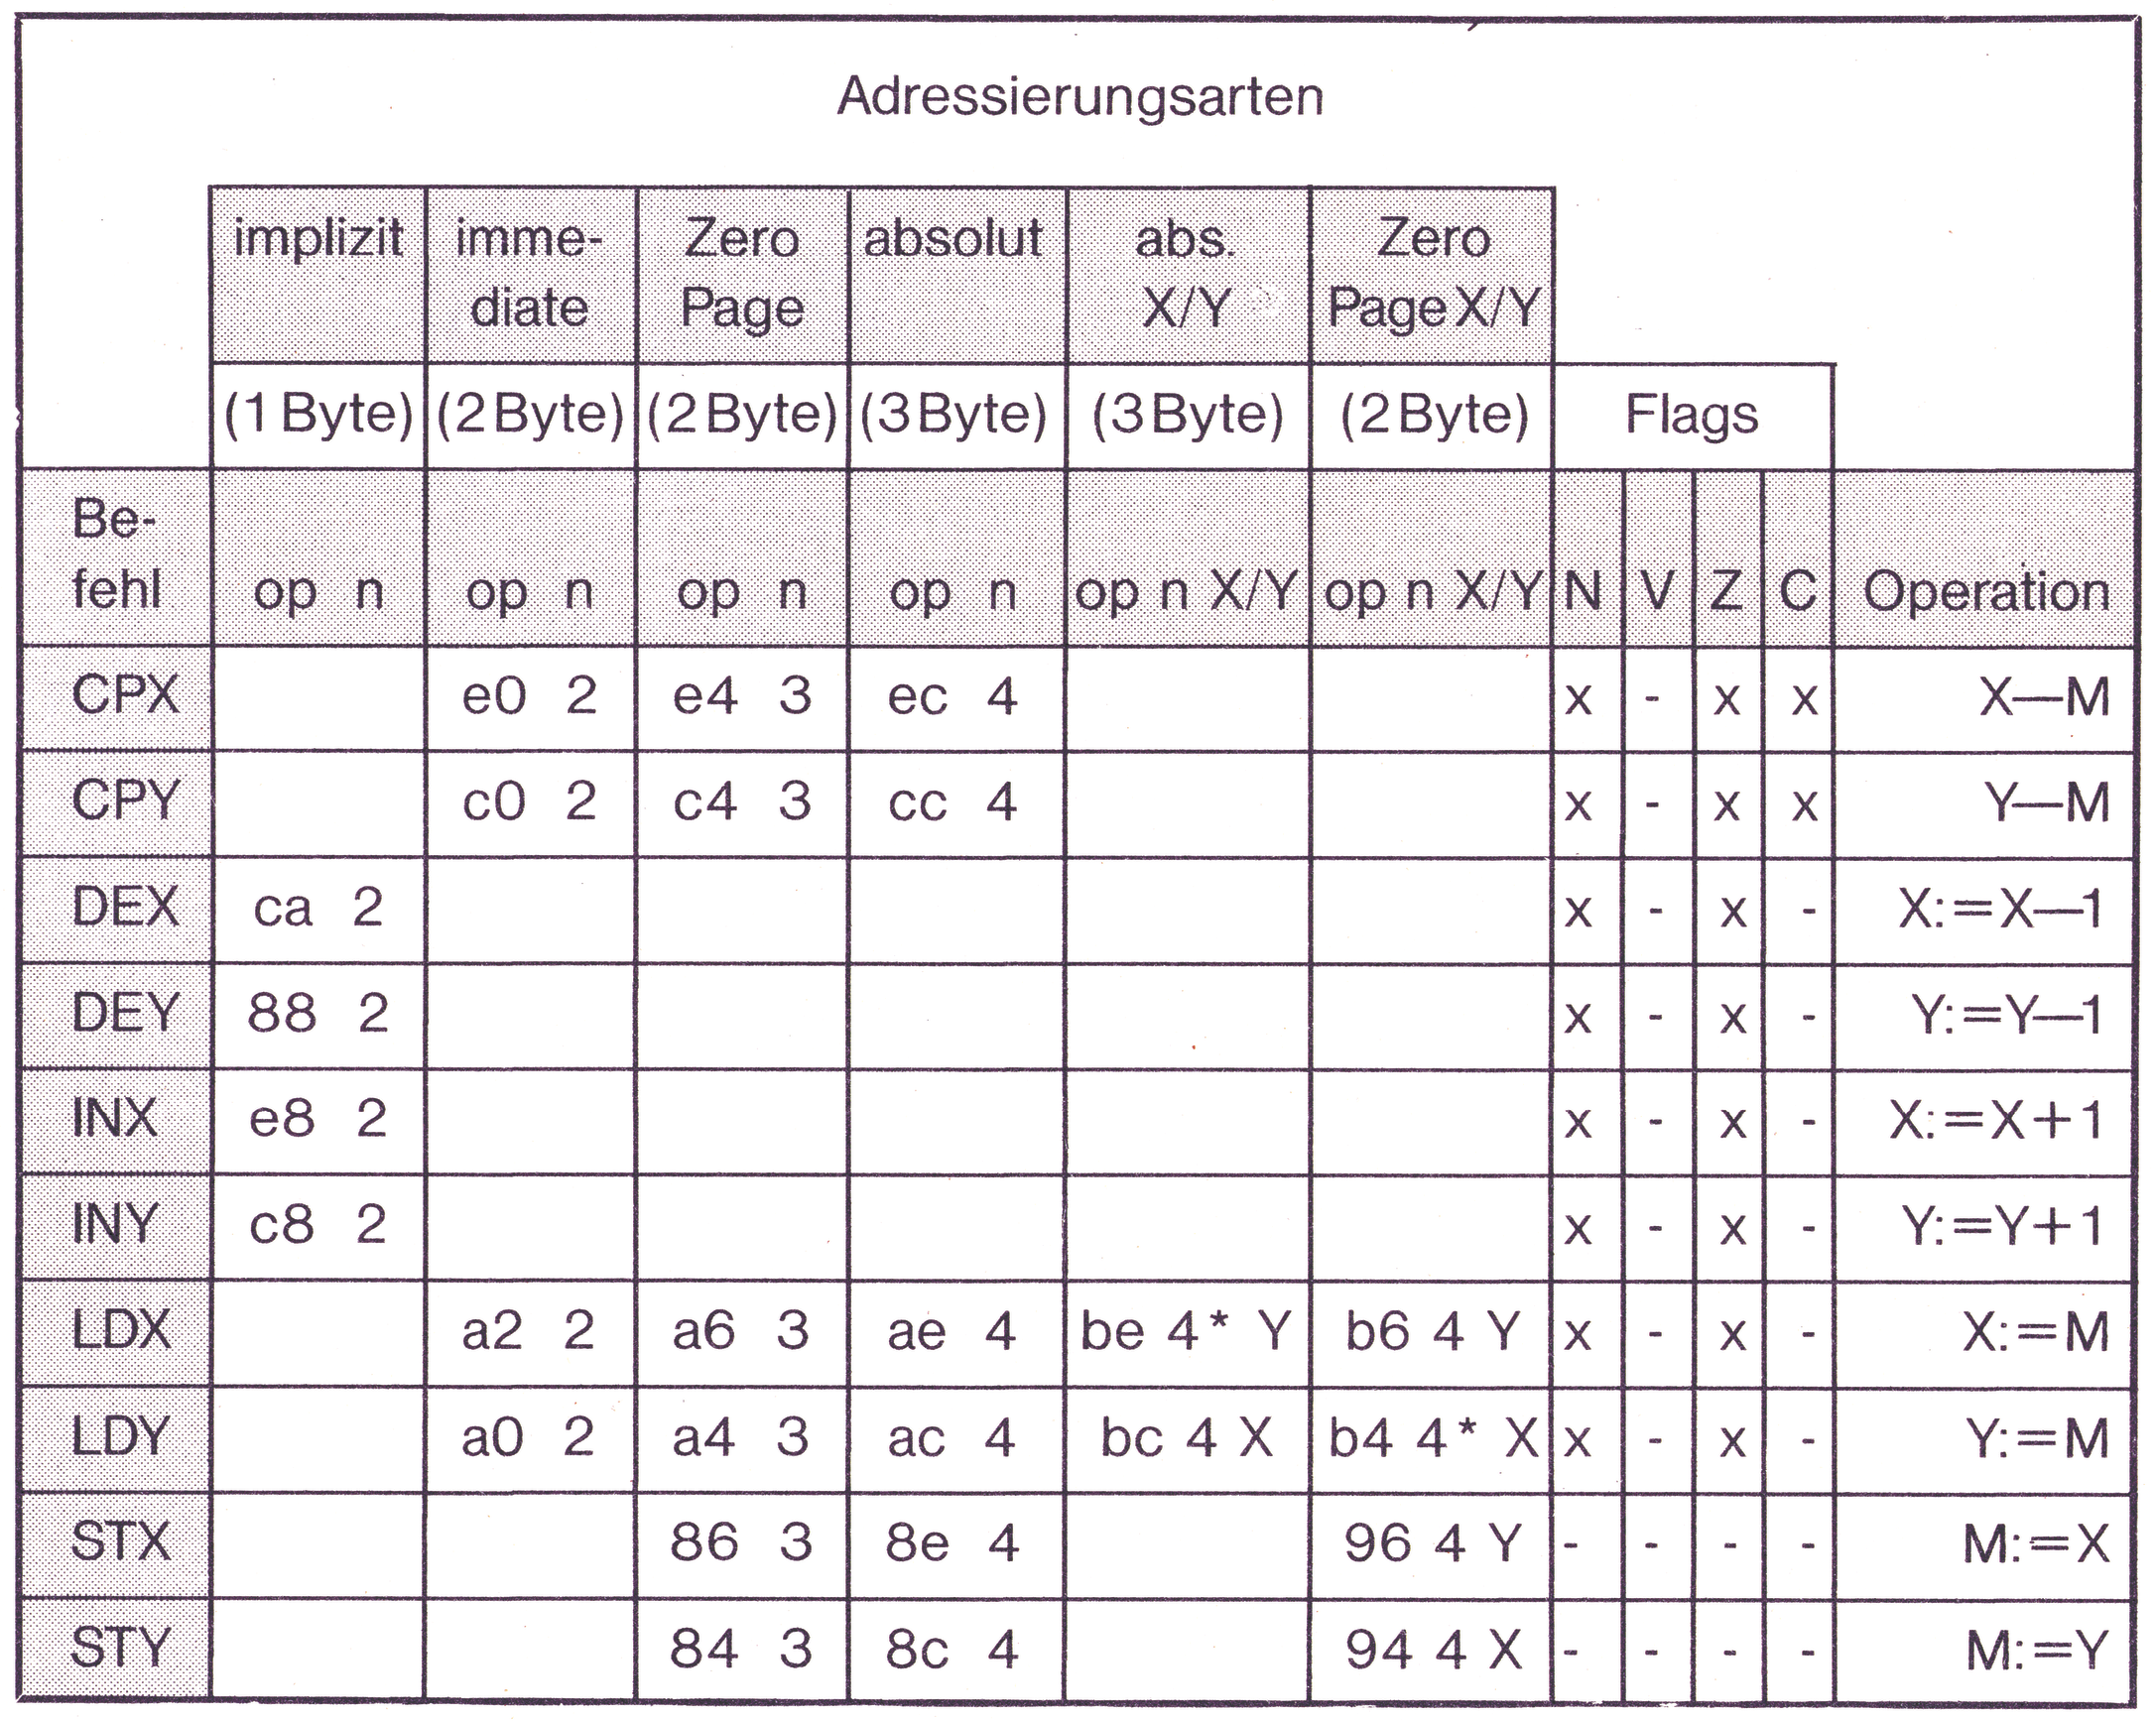 Adressierungsarten
implizit imme- Zero absolut abs. Zero
diate Page X/Y Page X/Y
(1 Byte) (2 Byte) (2 Byte) (3 Byte) (3 Byte) (2 Byte) Flags
Be-
fehl op n op n op n op n op n X/Y op n X/Y N V Z C Operation
CPX e0 2 e4 3 ec 4 x - x x X—M
CPY c0 2 c4 3 cc 4 x - x x Y—M
DEX ca 2 x - x - X:=X—1
DEY 88 2 x - x - Y:=Y—1
INX e8 2 x - x - X:=X+1
INY c8 2 x - x - Y:=Y+1
LDX a2 2 a6 3 ae 4 be 4* Y b6 4 Y x - x - X:=M
LDY a0 2 a4 3 ac 4 bc 4 X b4 4* X x - x - Y:=M
STX 86 3 8e 4 96 4 Y - - - - M:=X
STY 84 3 8c 4 94 4 X - - - - M:=Y